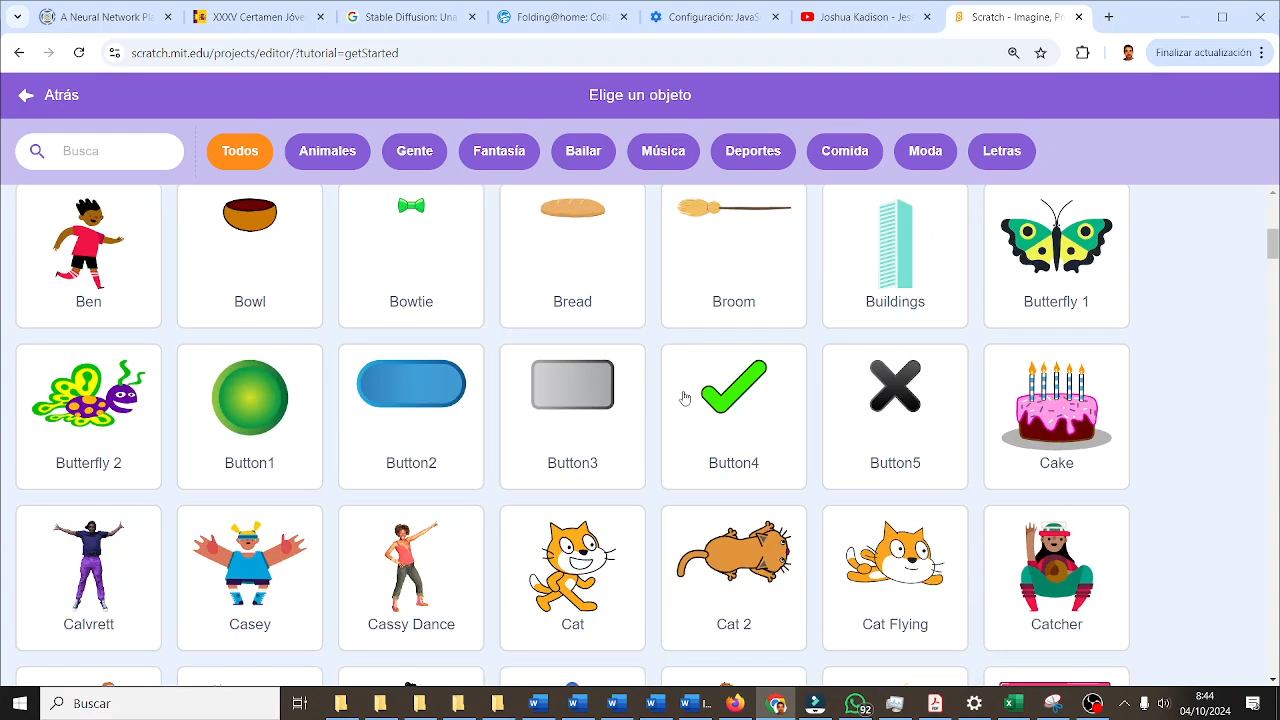 A Neural Network Pl
XXXV Certámen Jóve
Stable Diffusion: Una
Folding@home: Cola
Configuración: JavaS
Joshua Kadison - Jes
Scratch - Imagine, Pr
scratch.mit.edu/projects/editor/?tutorial=getStarted
Finalizar actualización
Atrás
Elige un objeto
Busca
Todos
Animales
Gente
Fantasía
Bailar
Música
Deportes
Comida
Moda
Letras
Ben
Bowl
Bowtie
Bread
Broom
Buildings
Butterfly 1
Butterfly 2
Button1
Button2
Button3
Button4
Button5
Cake
Calvrett
Casey
Cassy Dance
Cat
Cat 2
Cat Flying
Catcher
Buscar
92
8:44
04/10/2024